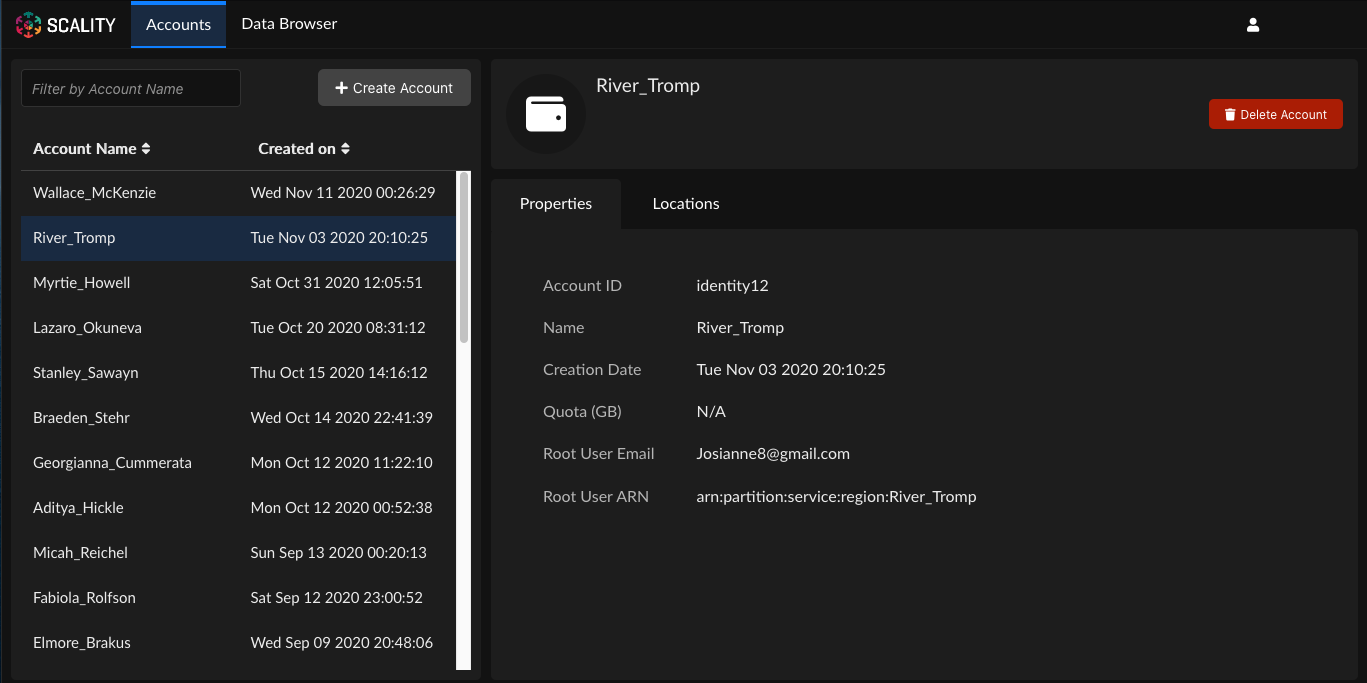 SCALITY
Accounts
Data Browser
Filter by Account Name
Create Account
Account Name
Created on
Wallace_McKenzie Wed Nov 11 2020 00:26:29
River_Tromp Tue Nov 03 2020 20:10:25
Myrtie_Howell Sat Oct 31 2020 12:05:51
Lazaro_Okuneva Tue Oct 20 2020 08:31:12
Stanley_Sawayn Thu Oct 15 2020 14:16:12
Braeden_Stehr Wed Oct 14 2020 22:41:39
Georgianna_Cummerata Mon Oct 12 2020 11:22:10
Aditya_Hickle Mon Oct 12 2020 00:52:38
Micah_Reichel Sun Sep 13 2020 00:20:13
Fabiola_Rolfson Sat Sep 12 2020 23:00:52
Elmore_Brakus Wed Sep 09 2020 20:48:06
River_Tromp
Delete Account
Properties
Locations
Account ID identity12
Name River_Tromp
Creation Date Tue Nov 03 2020 20:10:25
Quota (GB) N/A
Root User Email Josianne8@gmail.com
Root User ARN arn:partition:service:region:River_Tromp